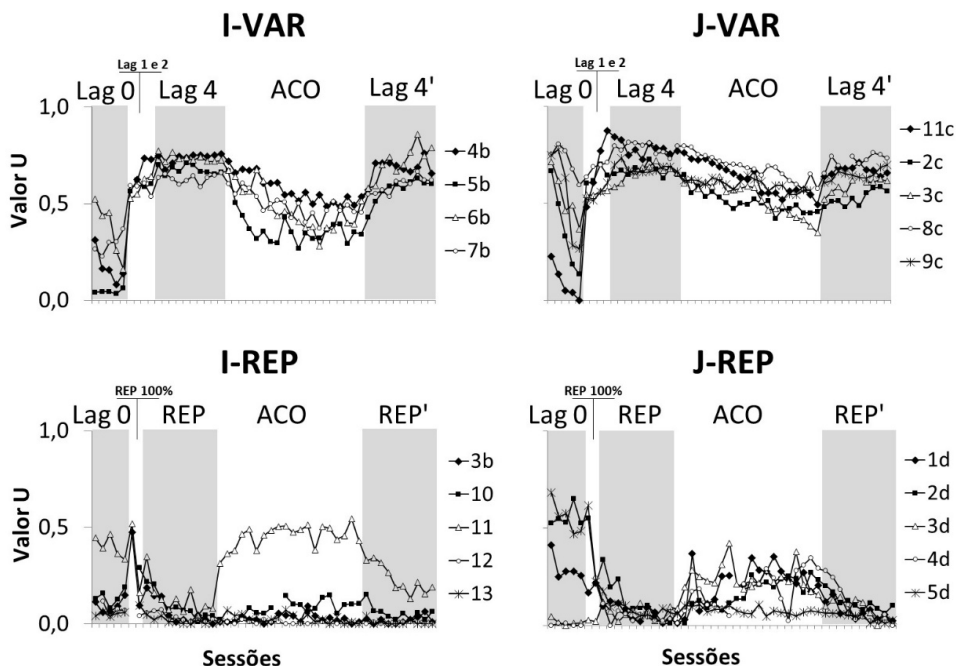 I-VAR
Lag 1 e 2
Lag 0 Lag 4 ACO Lag 4'
1,0
0,5
0,0
Valor U
4b
5b
6b
7b
J-VAR
Lag 1 e 2
Lag 0 Lag 4 ACO Lag 4'
11c
2c
3c
8c
9c
I-REP
REP 100%
Lag 0 REP ACO REP'
1,0
0,5
0,0
Valor U
3b
10
11
12
13
Sessões
J-REP
REP 100%
Lag 0 REP ACO REP'
1d
2d
3d
4d
5d
Sessões